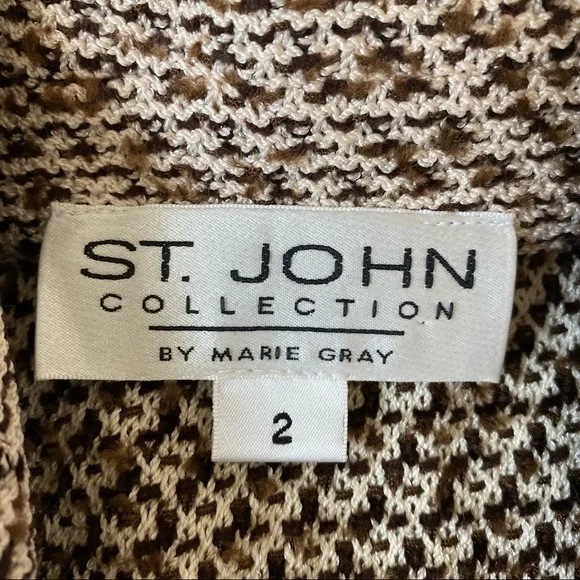 ST. JOHN
COLLECTION
BY MARIE GRAY
2